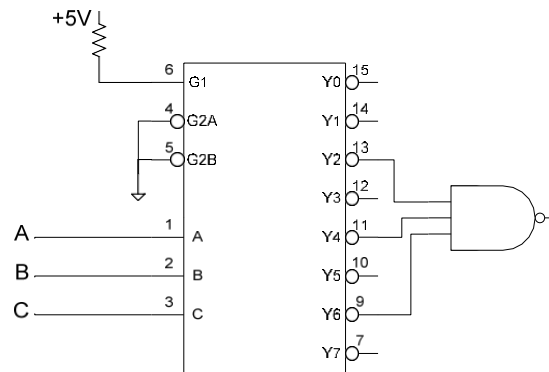 +5V
6 G1 Y0 15
4 G2A Y1 14
5 G2B Y2 13
Y3 12
A 1 A Y4 11
B 2 B Y5 10
C 3 C Y6 9
Y7 7